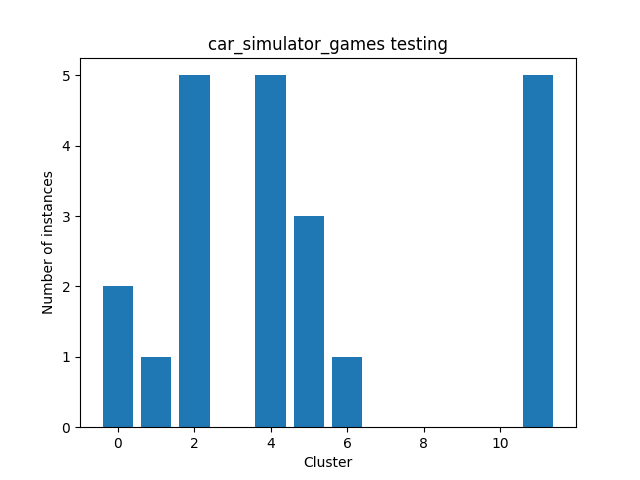 car_simulator_games testing
Number of instances
5
4
3
2
1
0
0 2 4 6 8 10
Cluster